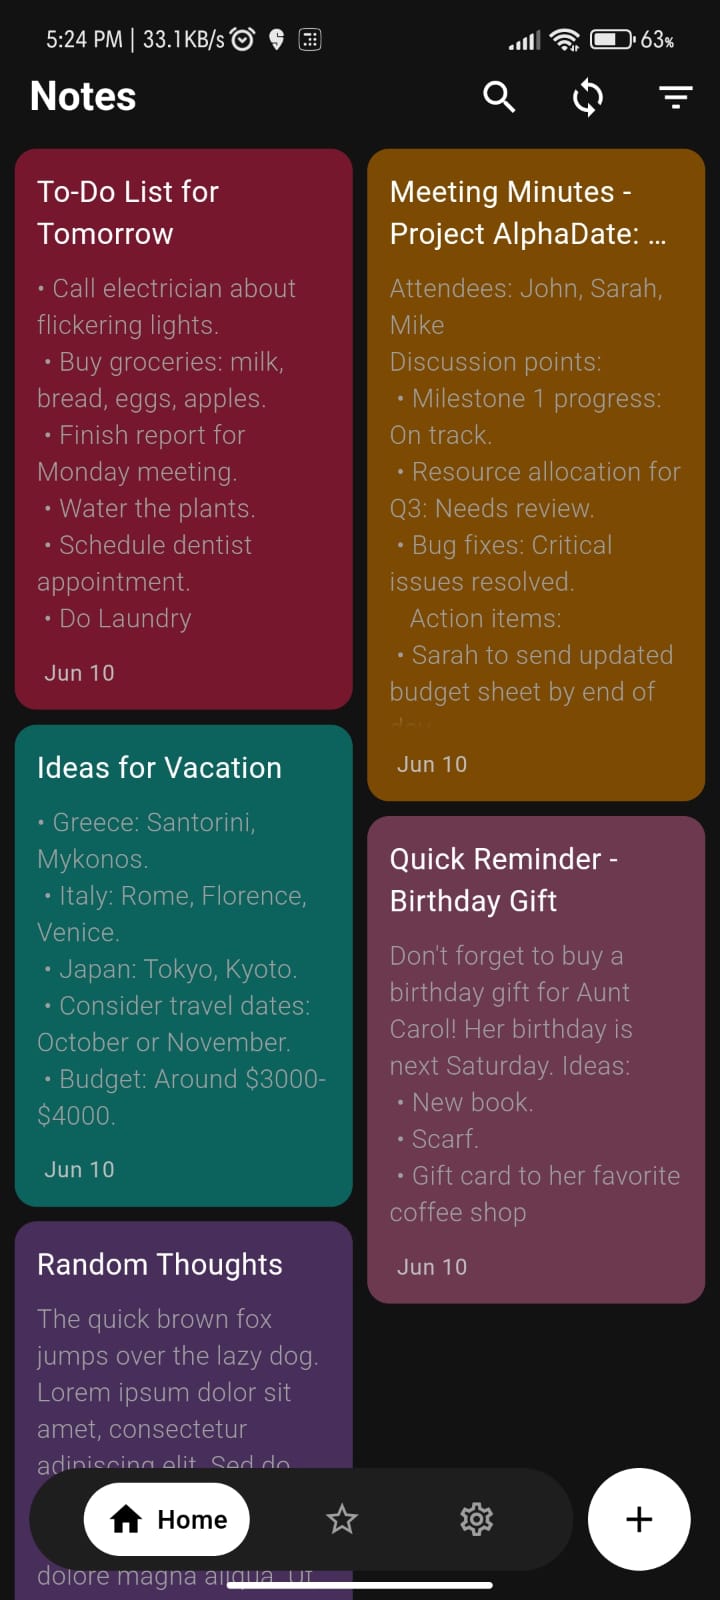 5:24 PM | 33.1KB/s
63%
Notes
To-Do List for
Tomorrow
• Call electrician about
flickering lights.
• Buy groceries: milk,
bread, eggs, apples.
• Finish report for
Monday meeting.
• Water the plants.
• Schedule dentist
appointment.
• Do Laundry
Jun 10
Meeting Minutes -
Project AlphaDate: ...
Attendees: John, Sarah,
Mike
Discussion points:
• Milestone 1 progress:
On track.
• Resource allocation for
Q3: Needs review.
• Bug fixes: Critical
issues resolved.
Action items:
• Sarah to send updated
budget sheet by end of
day
Jun 10
Ideas for Vacation
• Greece: Santorini,
Mykonos.
• Italy: Rome, Florence,
Venice.
• Japan: Tokyo, Kyoto.
• Consider travel dates:
October or November.
• Budget: Around $3000-
$4000.
Jun 10
Quick Reminder -
Birthday Gift
Don't forget to buy a
birthday gift for Aunt
Carol! Her birthday is
next Saturday. Ideas:
• New book.
• Scarf.
• Gift card to her favorite
coffee shop
Jun 10
Random Thoughts
The quick brown fox
jumps over the lazy dog.
Lorem ipsum dolor sit
amet, consectetur
adipiscing elit. Sed do
Home
dolore magna aliqua. Ut